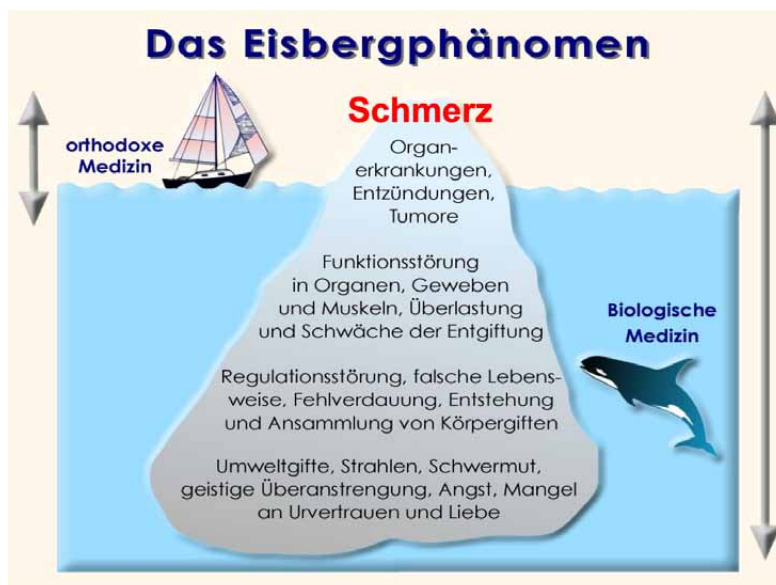 Das Eisbergphänomen
orthodoxe
Medizin
Schmerz
Organ-
erkrankungen,
Entzündungen,
Tumore
Funktionsstörung
in Organen, Geweben
und Muskeln, Überlastung
und Schwäche der Entgiftung
Biologische
Medizin
Regulationsstörung, falsche Lebens-
weise, Fehlverdauung, Entstehung
und Ansammlung von Körpergiften
Umweltgifte, Strahlen, Schwermut,
geistige Überanstrengung, Angst, Mangel
an Urvertrauen und Liebe